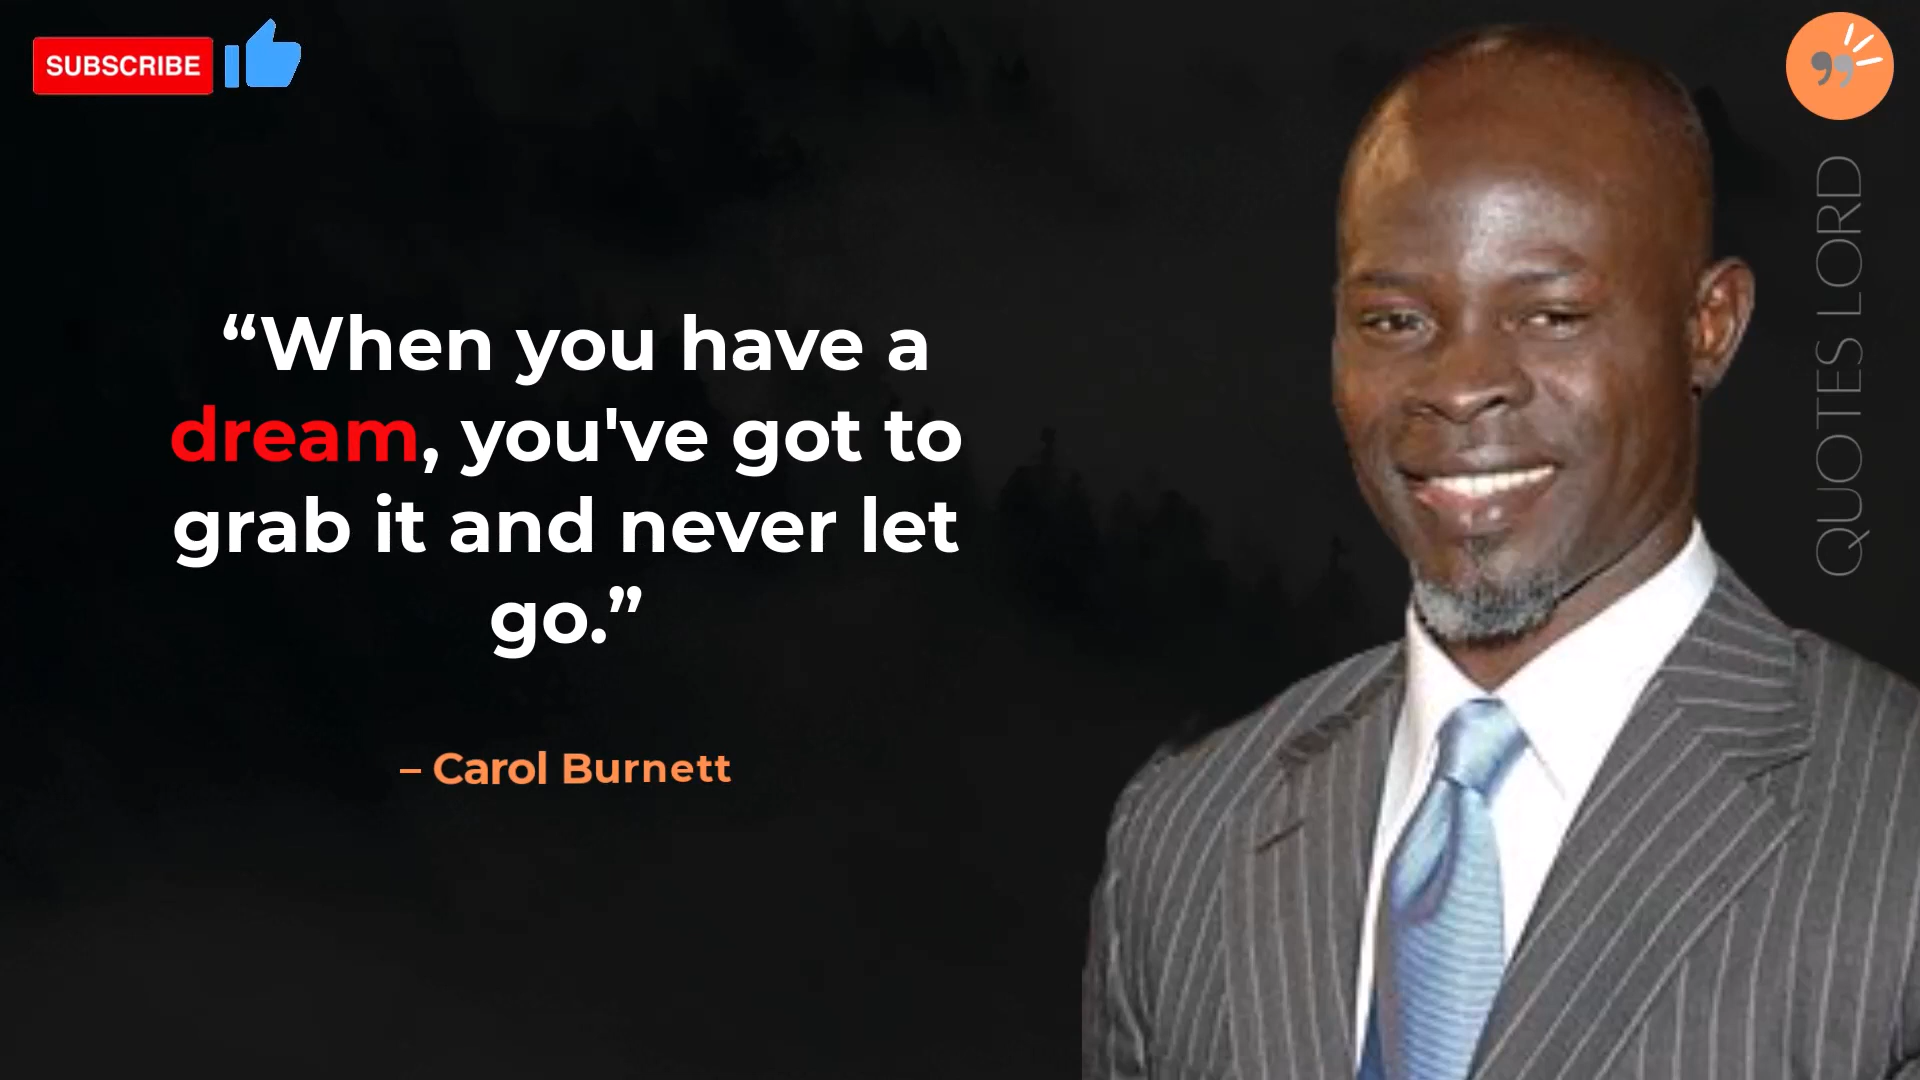 SUBSCRIBE
“When you have a
dream, you've got to
grab it and never let
go.”
– Carol Burnett
QUOTES LORD